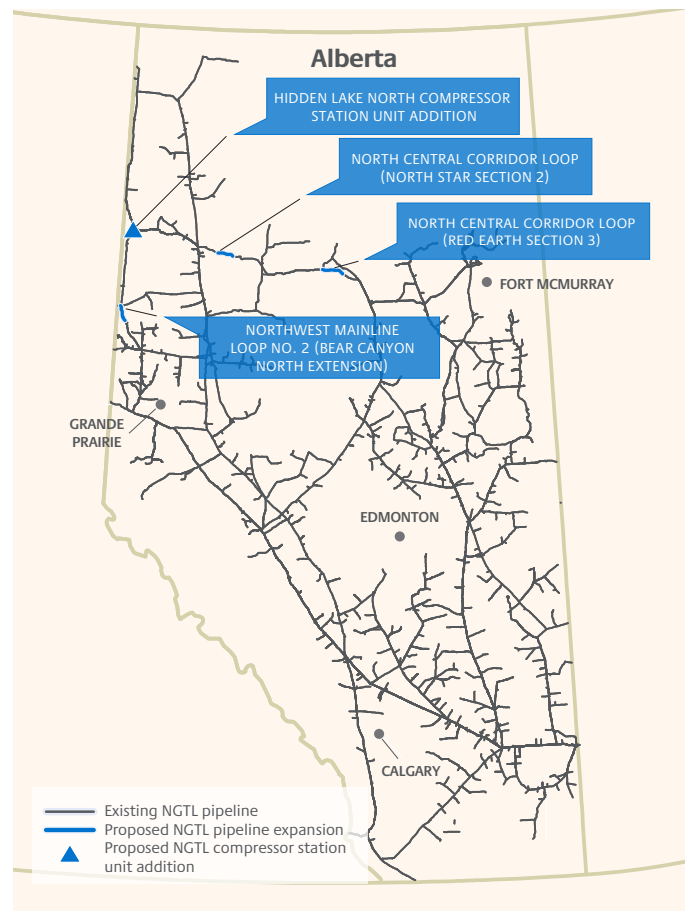 Alberta
HIDDEN LAKE NORTH COMPRESSOR
STATION UNIT ADDITION
NORTH CENTRAL CORRIDOR LOOP
(NORTH STAR SECTION 2)
NORTH CENTRAL CORRIDOR LOOP
(RED EARTH SECTION 3)
FORT MCMURRAY
NORTHWEST MAINLINE
LOOP NO. 2 (BEAR CANYON
NORTH EXTENSION)
GRANDE
PRAIRIE
EDMONTON
CALGARY
Existing NGTL pipeline
Proposed NGTL pipeline expansion
Proposed NGTL compressor station
unit addition